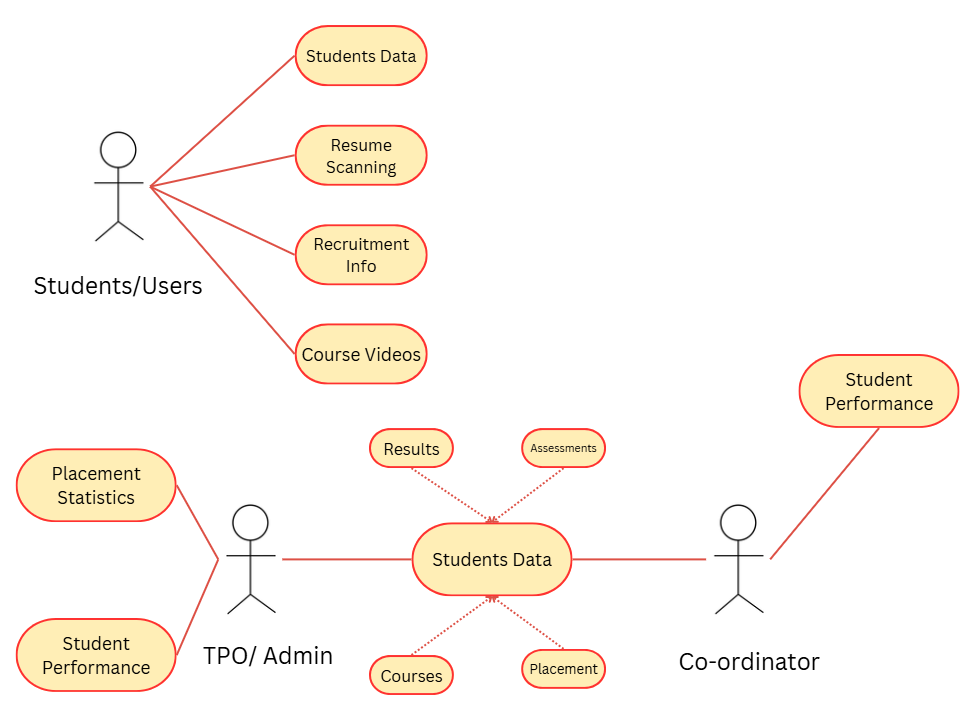 Students Data
Resume
Scanning
Recruitment
Info
Students/Users
Course Videos
Student
Performance
Results
Assessments
Placement
Statistics
Students Data
Student
Performance
TPO/ Admin
Co-ordinator
Courses
Placement